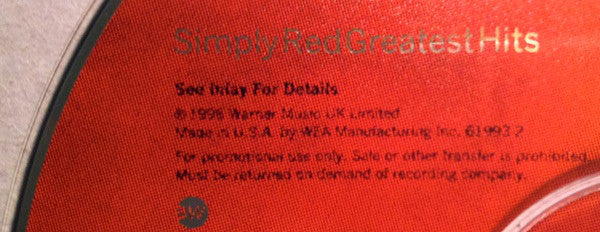 SimplyRedGreatestHits
See Inlay For Details
℗ 1996 Warner Music UK Limited
Made in U.S.A. by WEA Manufacturing Inc. 61993 2
For promotional use only. Sale or other transfer is prohibited.
Must be returned on demand of recording company.
ew